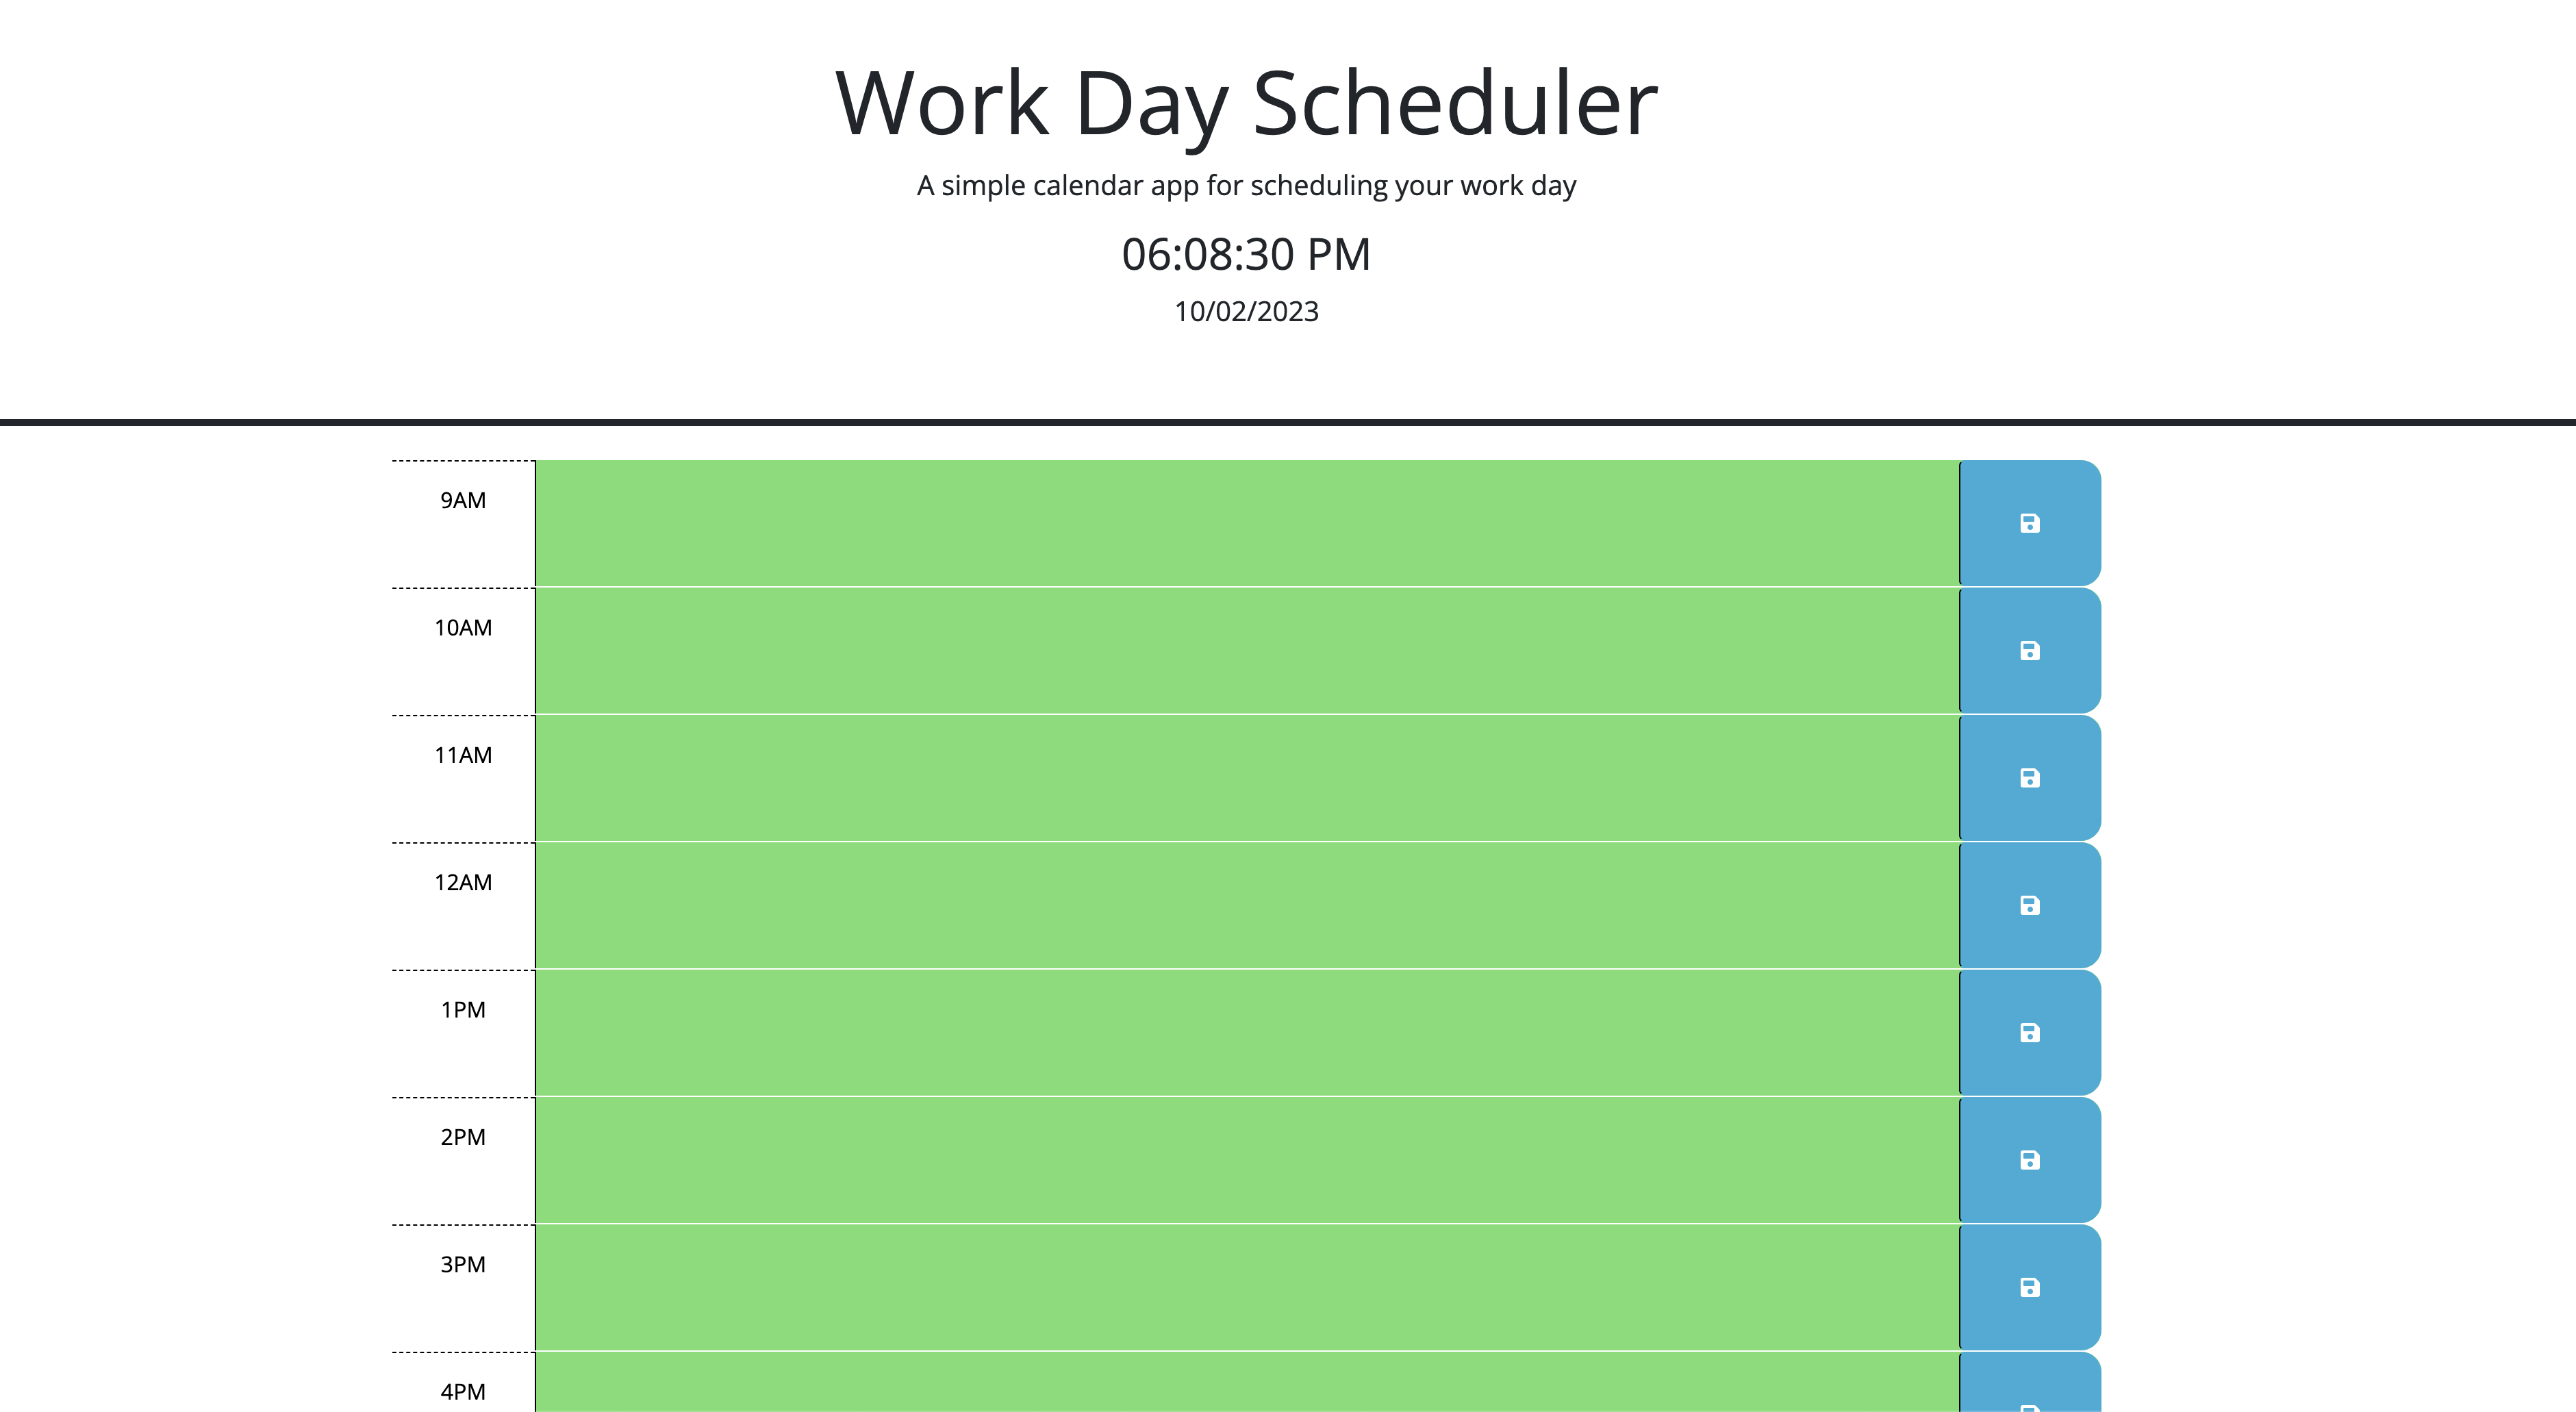 Work Day Scheduler
A simple calendar app for scheduling your work day
06:08:30 PM
10/02/2023
9AM
10AM
11AM
12AM
1PM
2PM
3PM
4PM